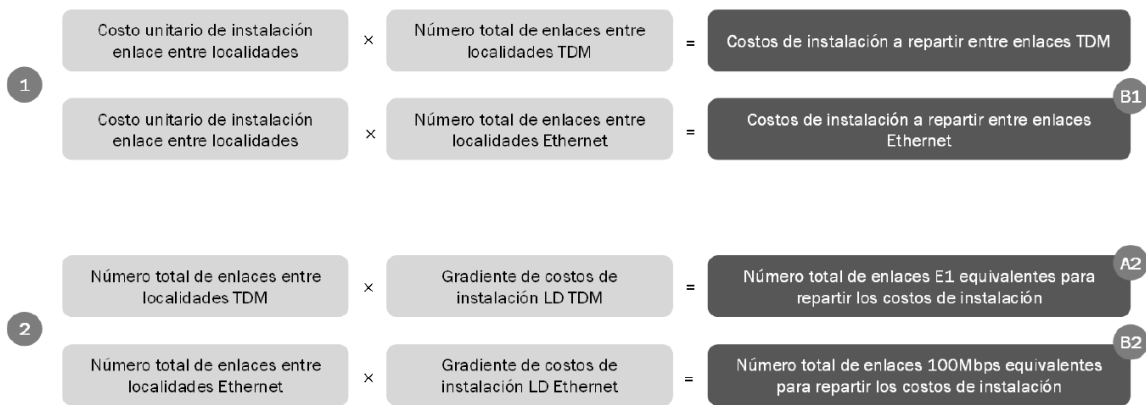 Costo unitario de instalación
enlace entre localidades
×
Número total de enlaces entre
localidades TDM
=
Costos de instalación a repartir entre enlaces TDM
1
B1
Costo unitario de instalación
enlace entre localidades
×
Número total de enlaces entre
localidades Ethernet
=
Costos de instalación a repartir entre enlaces
Ethernet
A2
Número total de enlaces entre
localidades TDM
×
Gradiente de costos de
instalación LD TDM
=
Número total de enlaces E1 equivalentes para
repartir los costos de instalación
2
B2
Número total de enlaces entre
localidades Ethernet
×
Gradiente de costos de
instalación LD Ethernet
=
Número total de enlaces 100Mbps equivalentes
para repartir los costos de instalación